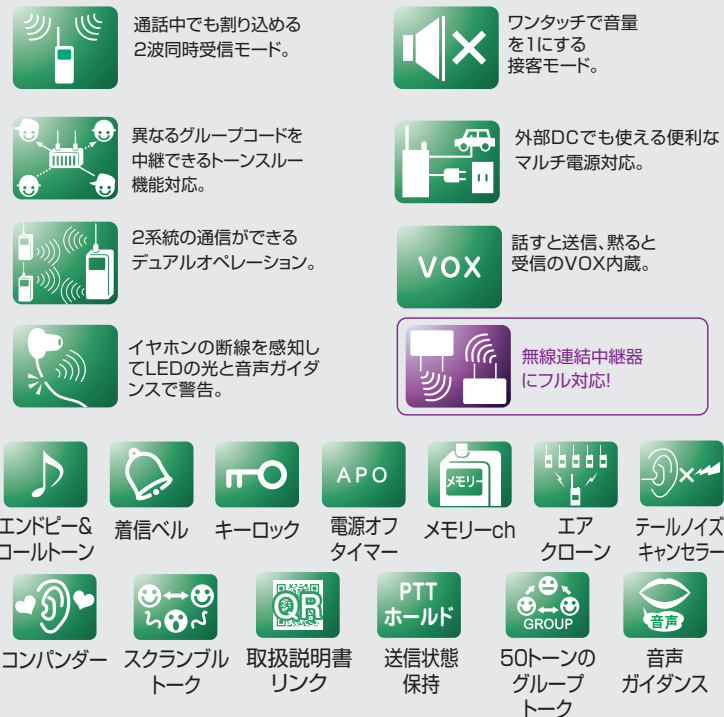 通話中でも割り込める
2波同時受信モード。
ワンタッチで音量
を1にする
接客モード。
異なるグループコードを
中継できるトーンスルー
機能対応。
外部DCでも使える便利な
マルチ電源対応。
2系統の通信ができる
デュアルオペレーション。
VOX
話すと送信、黙ると
受信のVOX内蔵。
イヤホンの断線を感知し
てLEDの光と音声ガイダ
ンスで警告。
無線連結中継器
にフル対応!
APO
メモリー
エンドピー&
コールトーン
着信ベル
キーロック
電源オフ
タイマー
メモリーch
エア
クローン
テールノイズ
キャンセラー
QR
PTT
ホールド
GROUP
音声
コンパンダー
スクランブル
トーク
取扱説明書
リンク
送信状態
保持
50トーンの
グループ
トーク
音声
ガイダンス